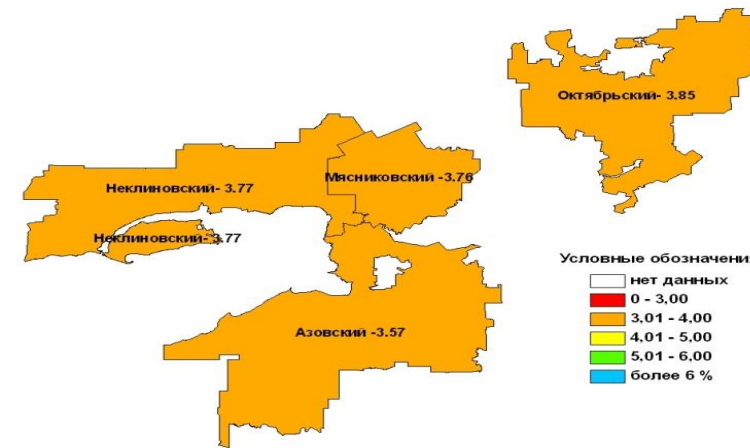 Октябрьский- 3.85
Неклиновский- 3.77
Мясниковский -3.76
Неклиновский- 3.77
Азовский -3.57
Условные обозначени
нет данных
0 - 3,00
3,01 - 4,00
4,01 - 5,00
5,01 - 6,00
более 6 %